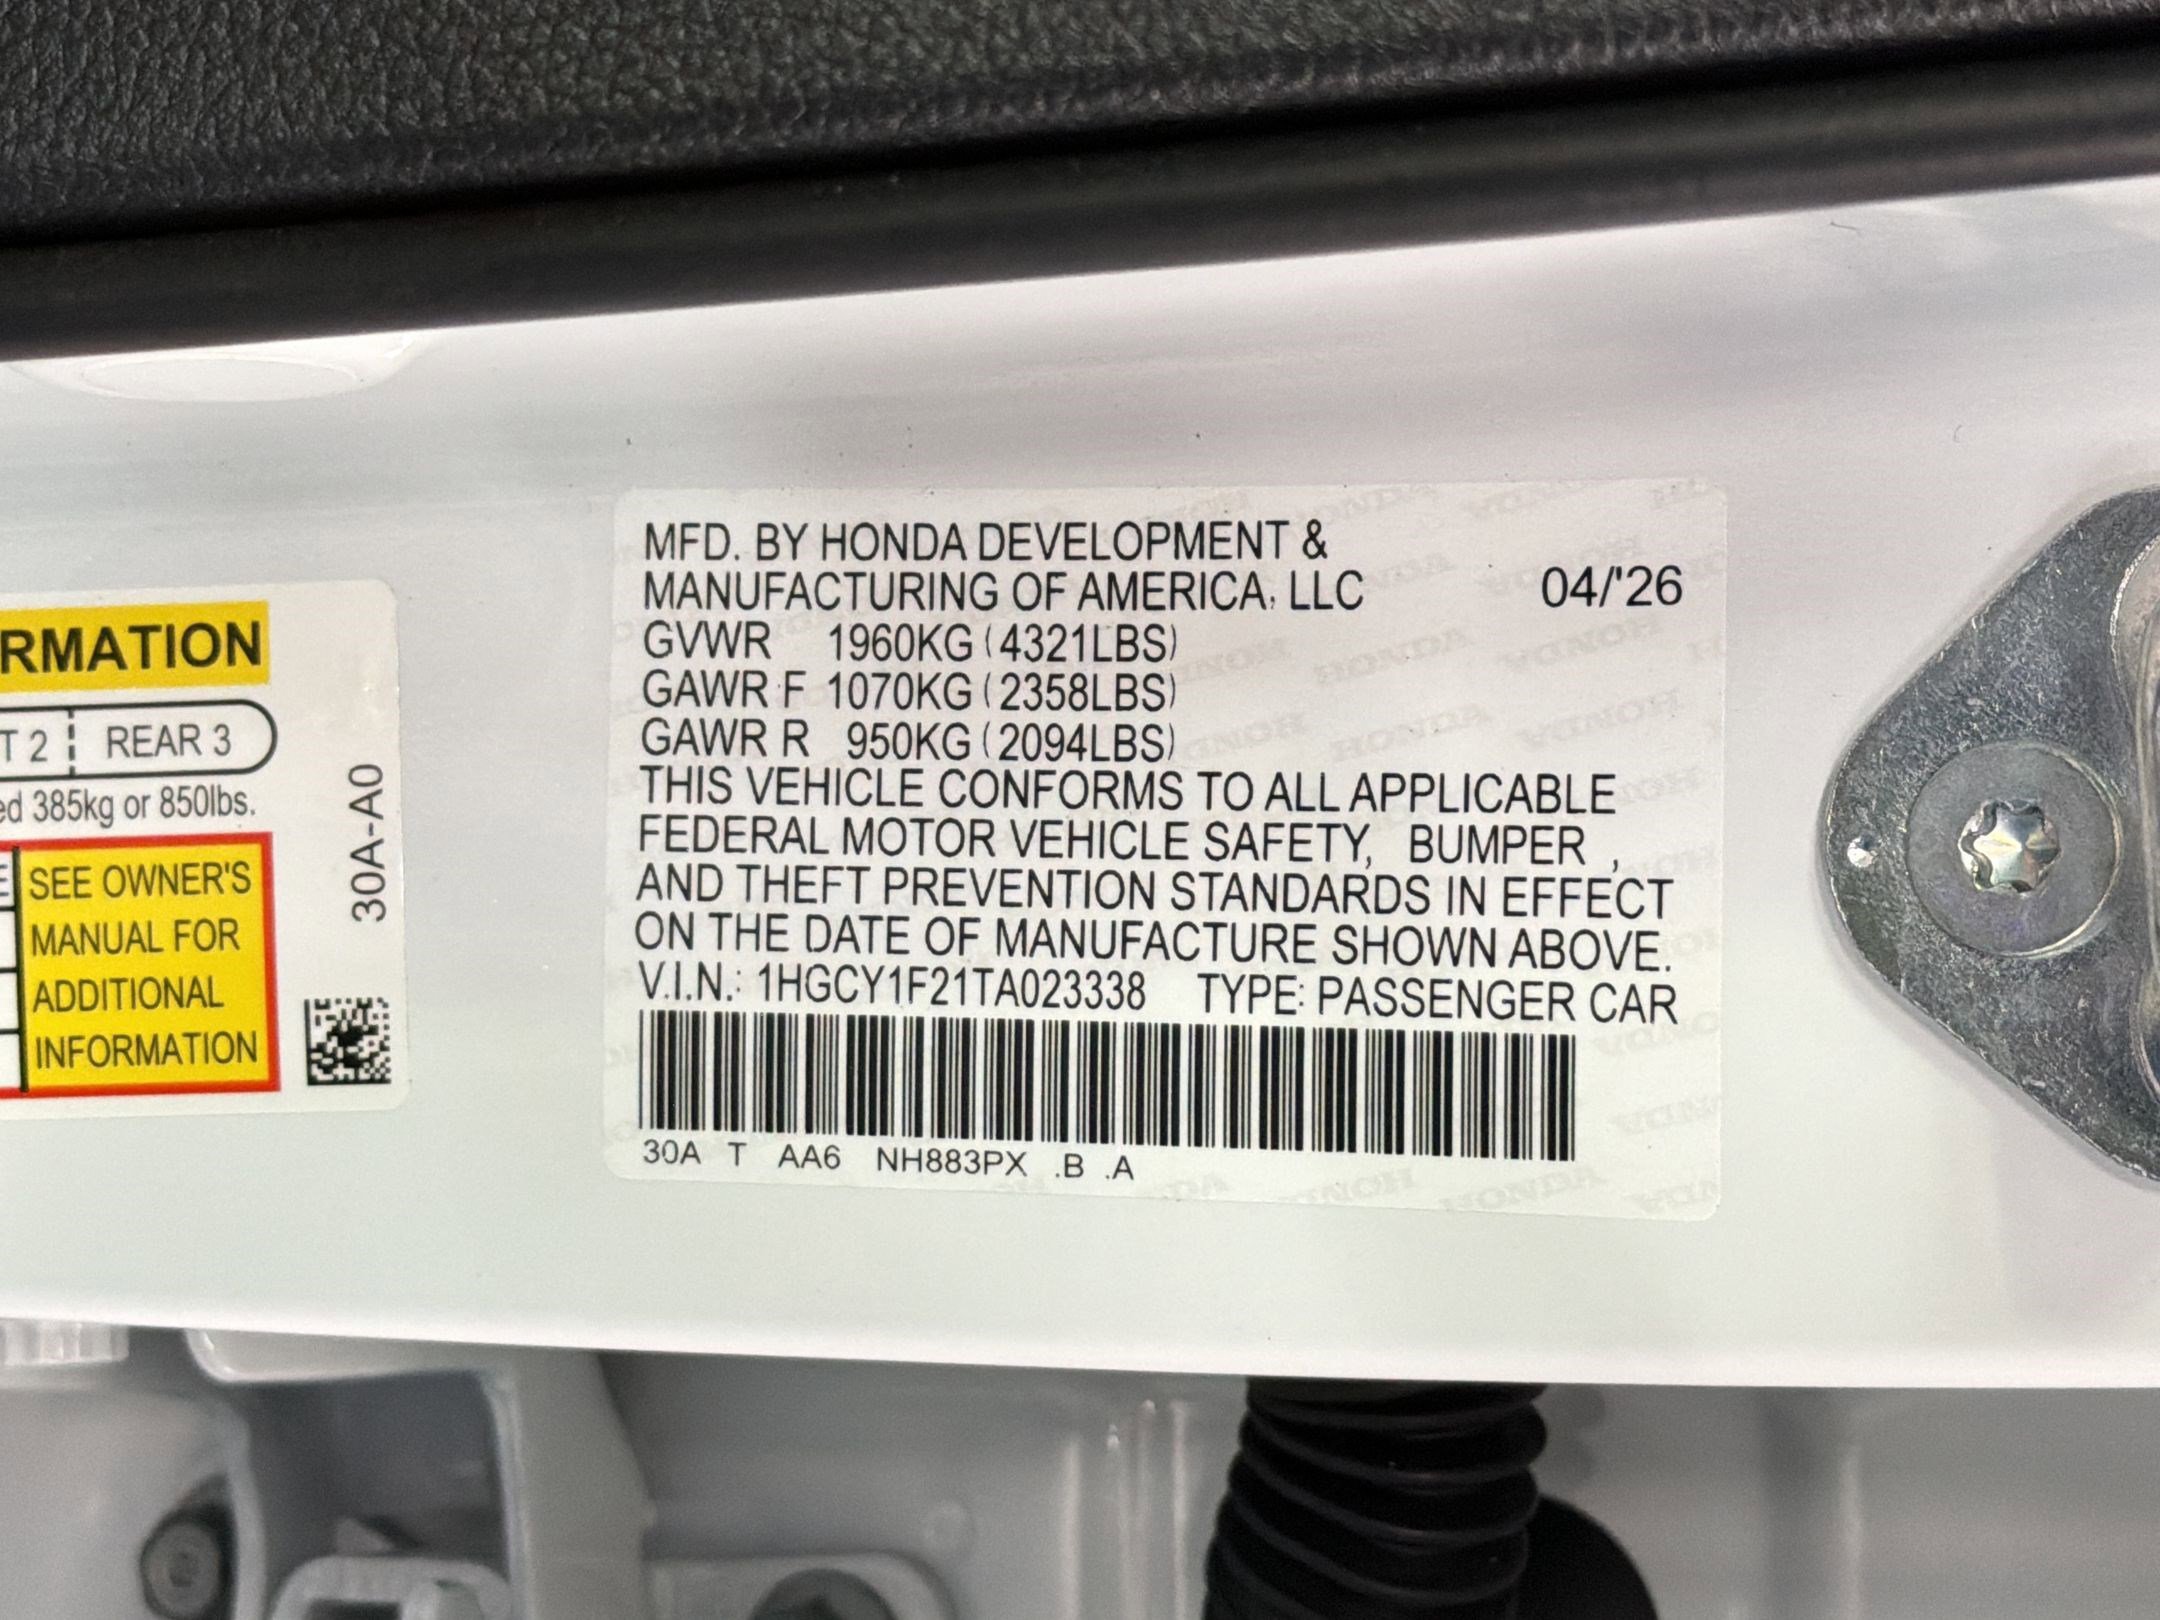 RMATION
T 2 REAR 3
ed 385kg or 850lbs.
E SEE OWNER'S
MANUAL FOR
ADDITIONAL
INFORMATION
30A-A0
MFD. BY HONDA DEVELOPMENT &
MANUFACTURING OF AMERICA, LLC 04/'26
GVWR 1960KG (4321LBS)
GAWR F 1070KG (2358LBS)
GAWR R 950KG (2094LBS)
THIS VEHICLE CONFORMS TO ALL APPLICABLE
FEDERAL MOTOR VEHICLE SAFETY, BUMPER ,
AND THEFT PREVENTION STANDARDS IN EFFECT
ON THE DATE OF MANUFACTURE SHOWN ABOVE.
V.I.N.: 1HGCY1F21TA023338 TYPE: PASSENGER CAR
30A T AA6 NH883PX .B .A